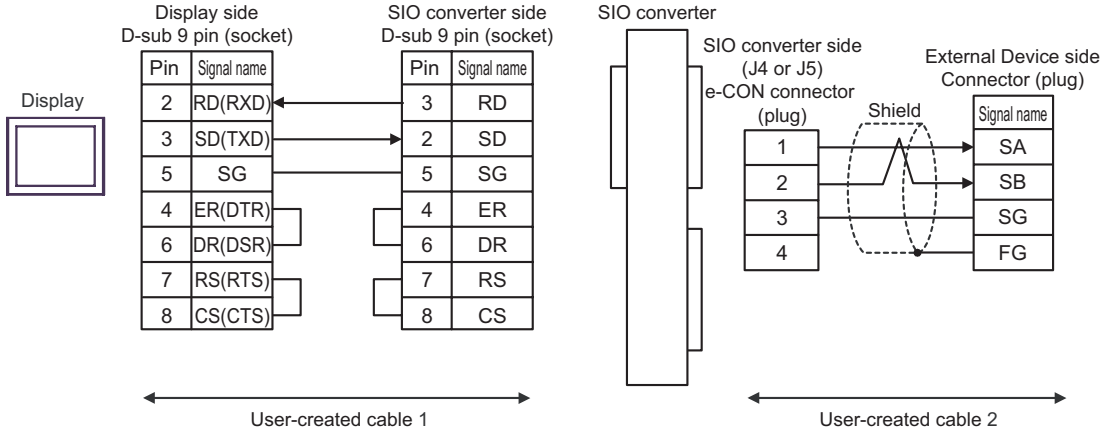 Display side
D-sub 9 pin (socket)
SIO converter side
D-sub 9 pin (socket)
SIO converter
SIO converter side
(J4 or J5)
e-CON connector
(plug)
External Device side
Connector (plug)
Display
Shield
Pin Signal name
2 RD(RXD)
3 SD(TXD)
5 SG
4 ER(DTR)
6 DR(DSR)
7 RS(RTS)
8 CS(CTS)
Pin Signal name
3 RD
2 SD
5 SG
4 ER
6 DR
7 RS
8 CS
1
2
3
4
Signal name
SA
SB
SG
FG
User-created cable 1
User-created cable 2